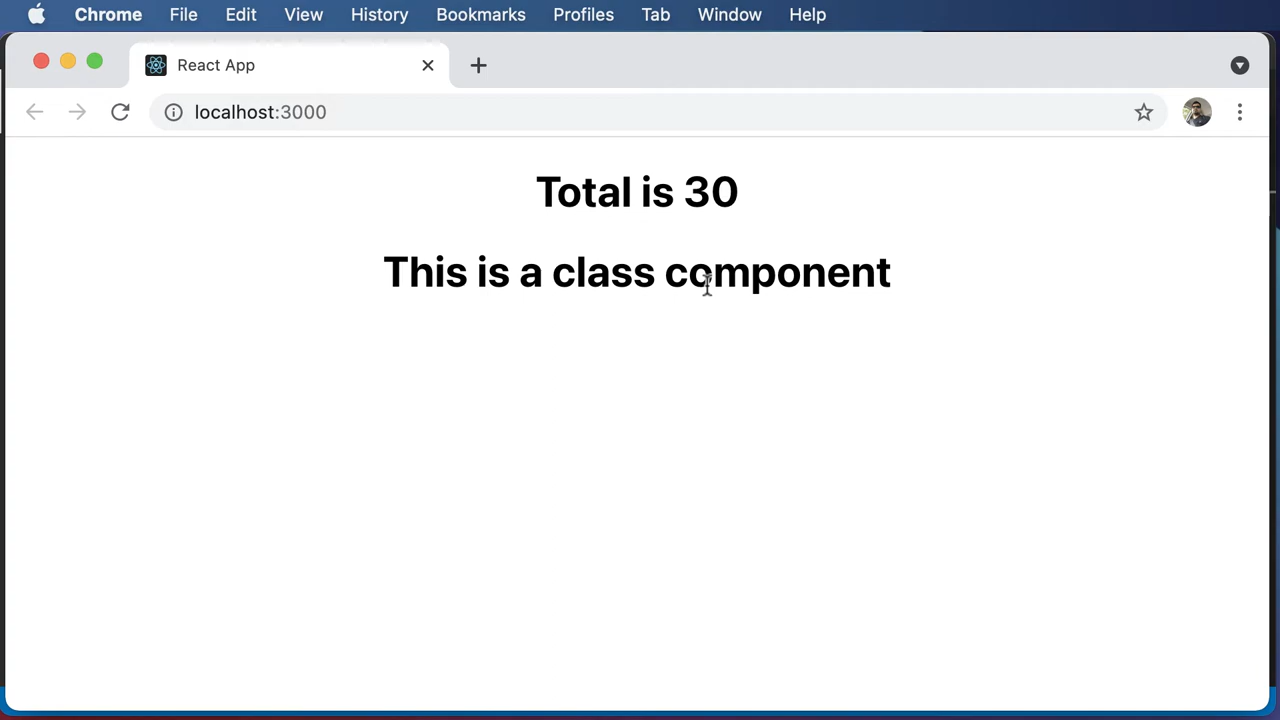 Chrome File Edit View History Bookmarks Profiles Tab Window Help
React App
localhost:3000
Total is 30
This is a class component